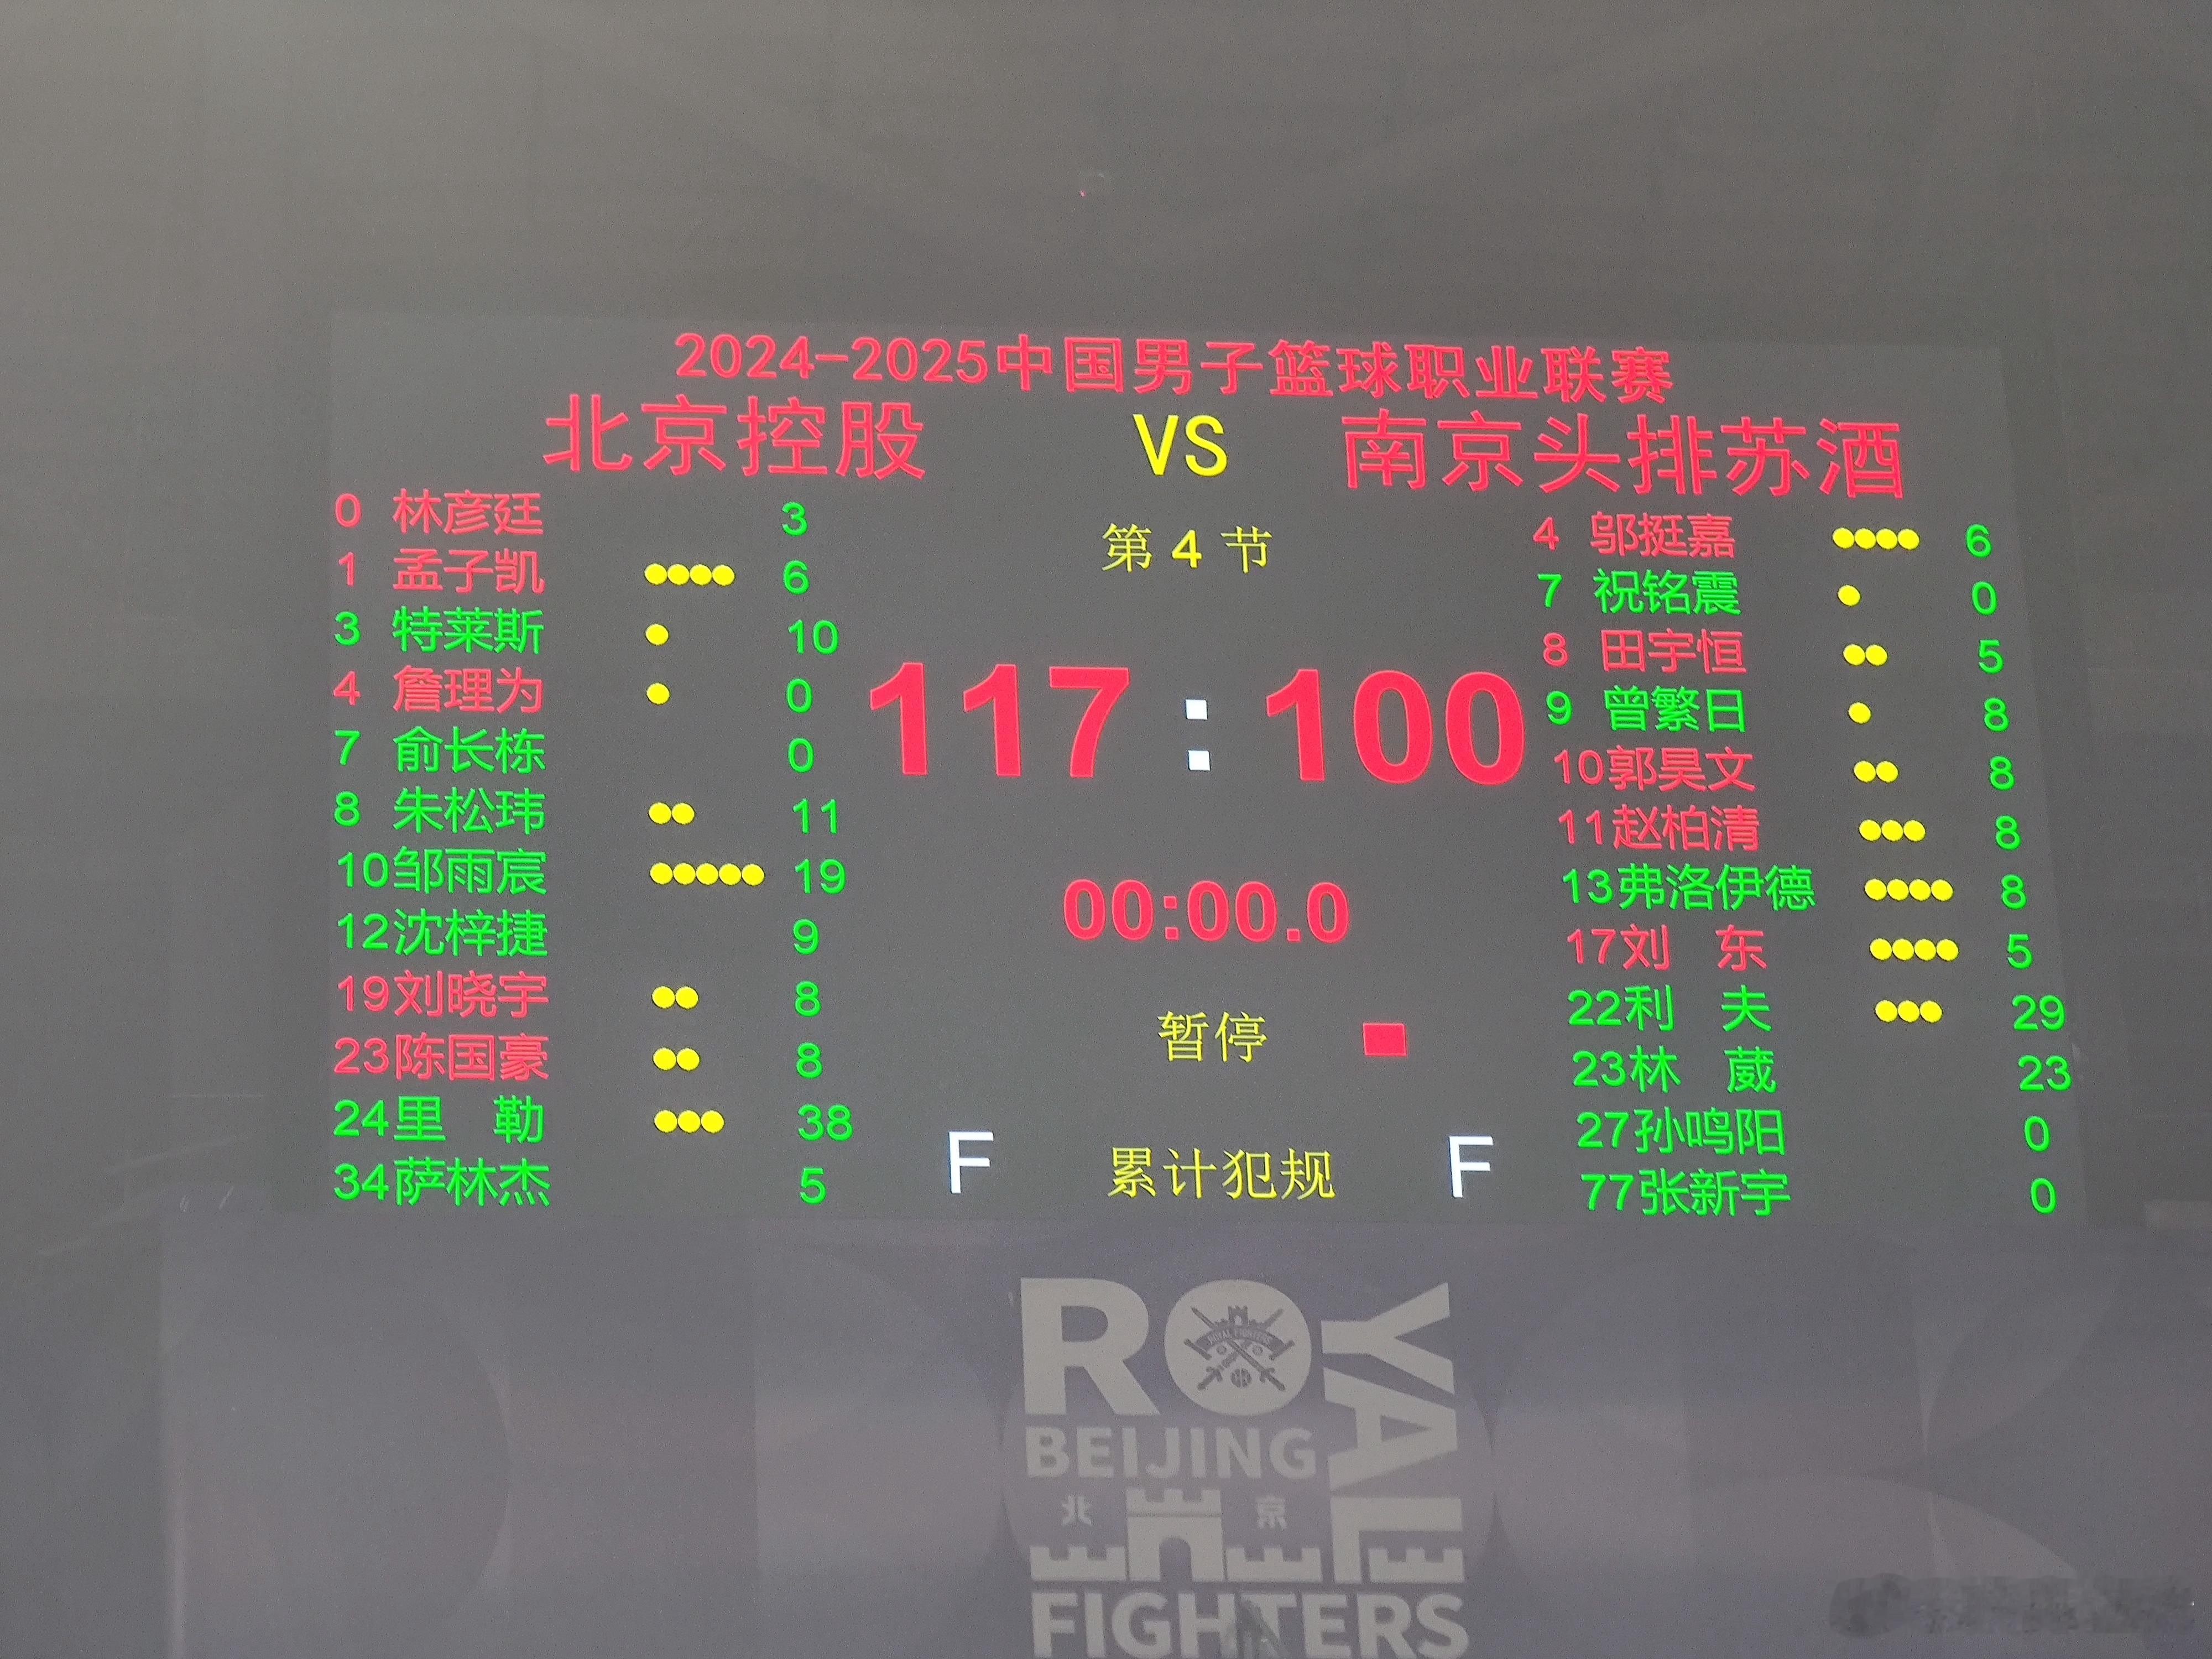 2024-2025中国男子篮球职业联赛
北京控股 VS 南京头排苏酒
第 4 节
117 : 100
00:00.0
暂停
F 累计犯规 F
0 林彦廷 3
1 孟子凯 6
3 特莱斯 10
4 詹理为 0
7 俞长栋 0
8 朱松玮 11
10邹雨宸 19
12沈梓捷 9
19刘晓宇 8
23陈国豪 8
24里 勒 38
34萨林杰 5
4 邬挺嘉 6
7 祝铭震 0
8 田宇恒 5
9 曾繁日 8
10郭昊文 8
11赵柏清 8
13弗洛伊德 8
17刘 东 5
22利 夫 29
23林 葳 23
27孙鸣阳 0
77张新宇 0
ROYALE
ROYAL FIGHTERS
BEIJING
北 京
FIGHTERS